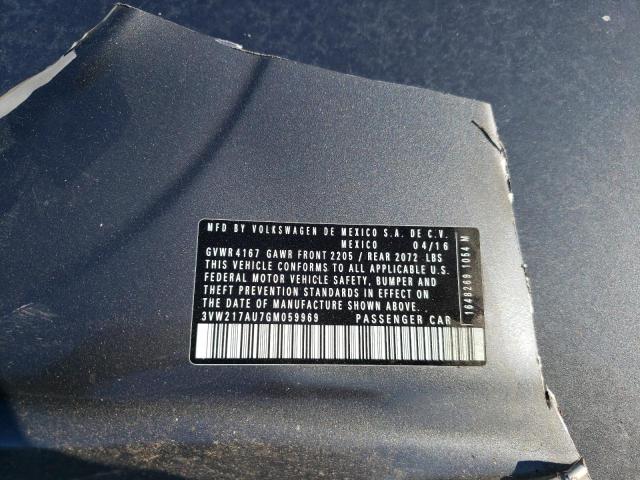 MFD BY VOLKSWAGEN DE MEXICO S.A. DE C.V.
MEXICO 04/16
GVWR 4167 GAWR FRONT 2205 / REAR 2072 LBS
THIS VEHICLE CONFORMS TO ALL APPLICABLE U.S.
FEDERAL MOTOR VEHICLE SAFETY, BUMPER AND
THEFT PREVENTION STANDARDS IN EFFECT ON
THE DATE OF MANUFACTURE SHOWN ABOVE.
3VW217AU7GM059969 PASSENGER CAR
1648269 1054 M